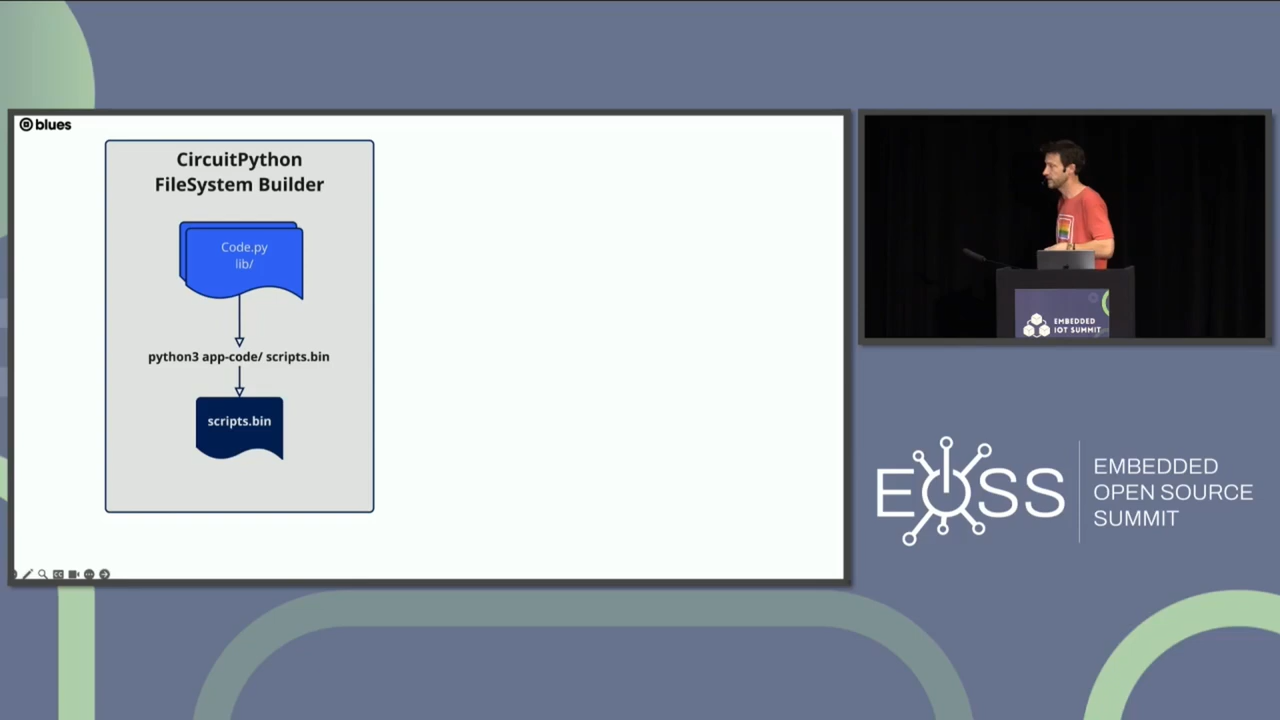 blues
CircuitPython
FileSystem Builder
Code.py
lib/
python3 app-code/ scripts.bin
scripts.bin
EMBEDDED
IOT SUMMIT
EOSS
EMBEDDED
OPEN SOURCE
SUMMIT